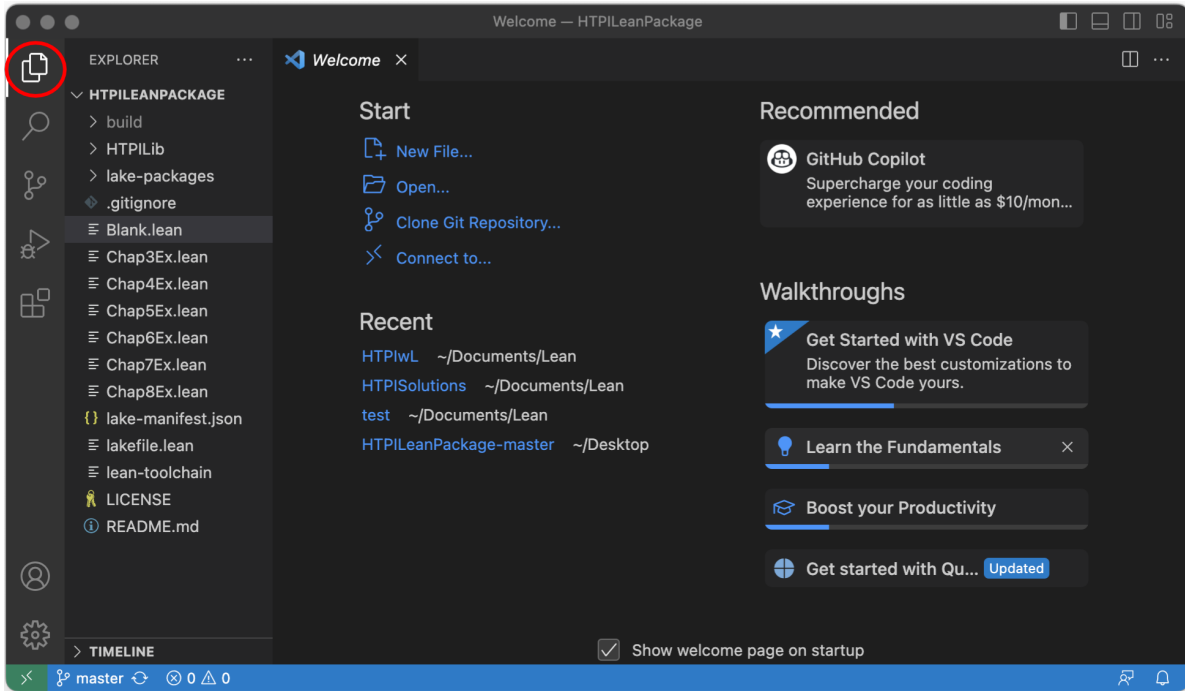 Welcome — HTPILeanPackage
EXPLORER
HTPILEANPACKAGE
build
HTPILib
lake-packages
.gitignore
Blank.lean
Chap3Ex.lean
Chap4Ex.lean
Chap5Ex.lean
Chap6Ex.lean
Chap7Ex.lean
Chap8Ex.lean
lake-manifest.json
lakefile.lean
lean-toolchain
LICENSE
README.md
TIMELINE
Welcome
Start
New File...
Open...
Clone Git Repository...
Connect to...
Recent
HTPIwL ~/Documents/Lean
HTPISolutions ~/Documents/Lean
test ~/Documents/Lean
HTPILeanPackage-master ~/Desktop
Recommended
GitHub Copilot
Supercharge your coding
experience for as little as $10/mon...
Walkthroughs
Get Started with VS Code
Discover the best customizations to
make VS Code yours.
Learn the Fundamentals
Boost your Productivity
Get started with Qu... Updated
Show welcome page on startup
master 0 0